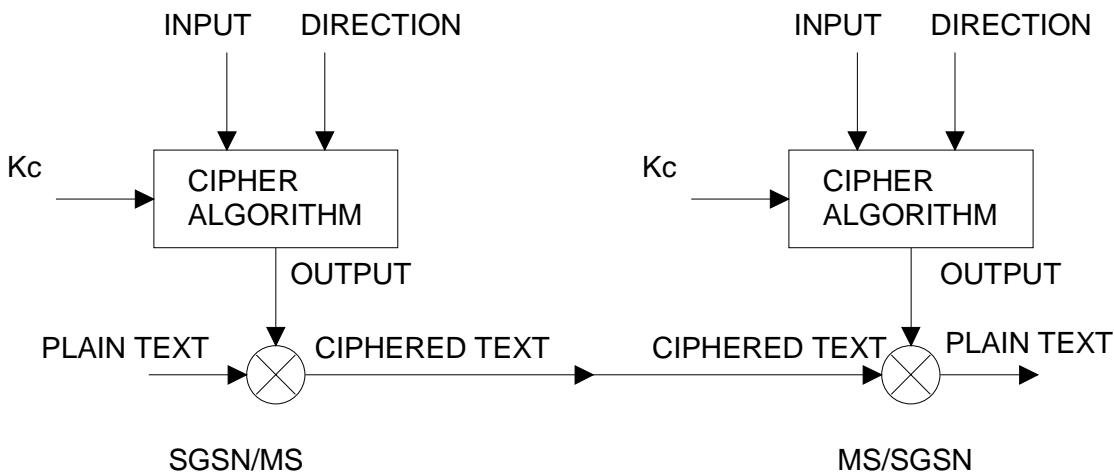 INPUT DIRECTION INPUT DIRECTION
Kc CIPHER ALGORITHM Kc CIPHER ALGORITHM
OUTPUT OUTPUT
PLAIN TEXT CIPHERED TEXT CIPHERED TEXT PLAIN TEXT
SGSN/MS MS/SGSN